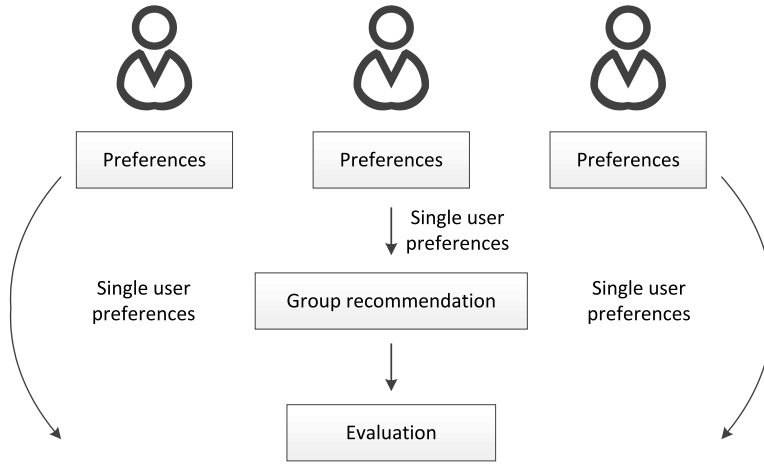 Preferences
Preferences
Preferences
Single user
preferences
Single user
preferences
Group recommendation
Single user
preferences
Evaluation